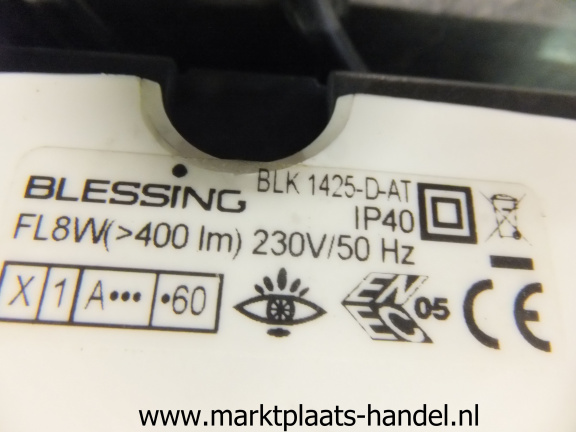 BLESSING BLK 1425-D-AT
IP40
FL8W(>400 lm) 230V/50 Hz
X 1 A••• •60
EN
EC 05 CE
www.marktplaats-handel.nl